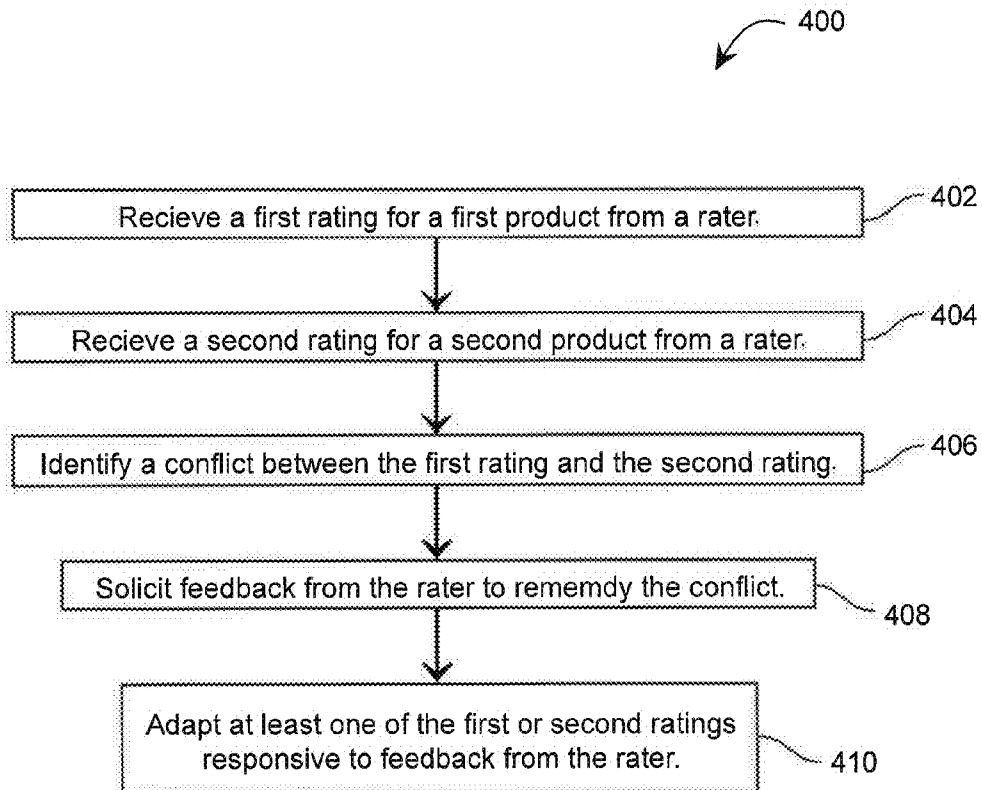 400
Recieve a first rating for a first product from a rater.
402
Recieve a second rating for a second product from a rater.
404
Identify a conflict between the first rating and the second rating.
406
Solicit feedback from the rater to rememdy the conflict.
408
Adapt at least one of the first or second ratings
responsive to feedback from the rater.
410